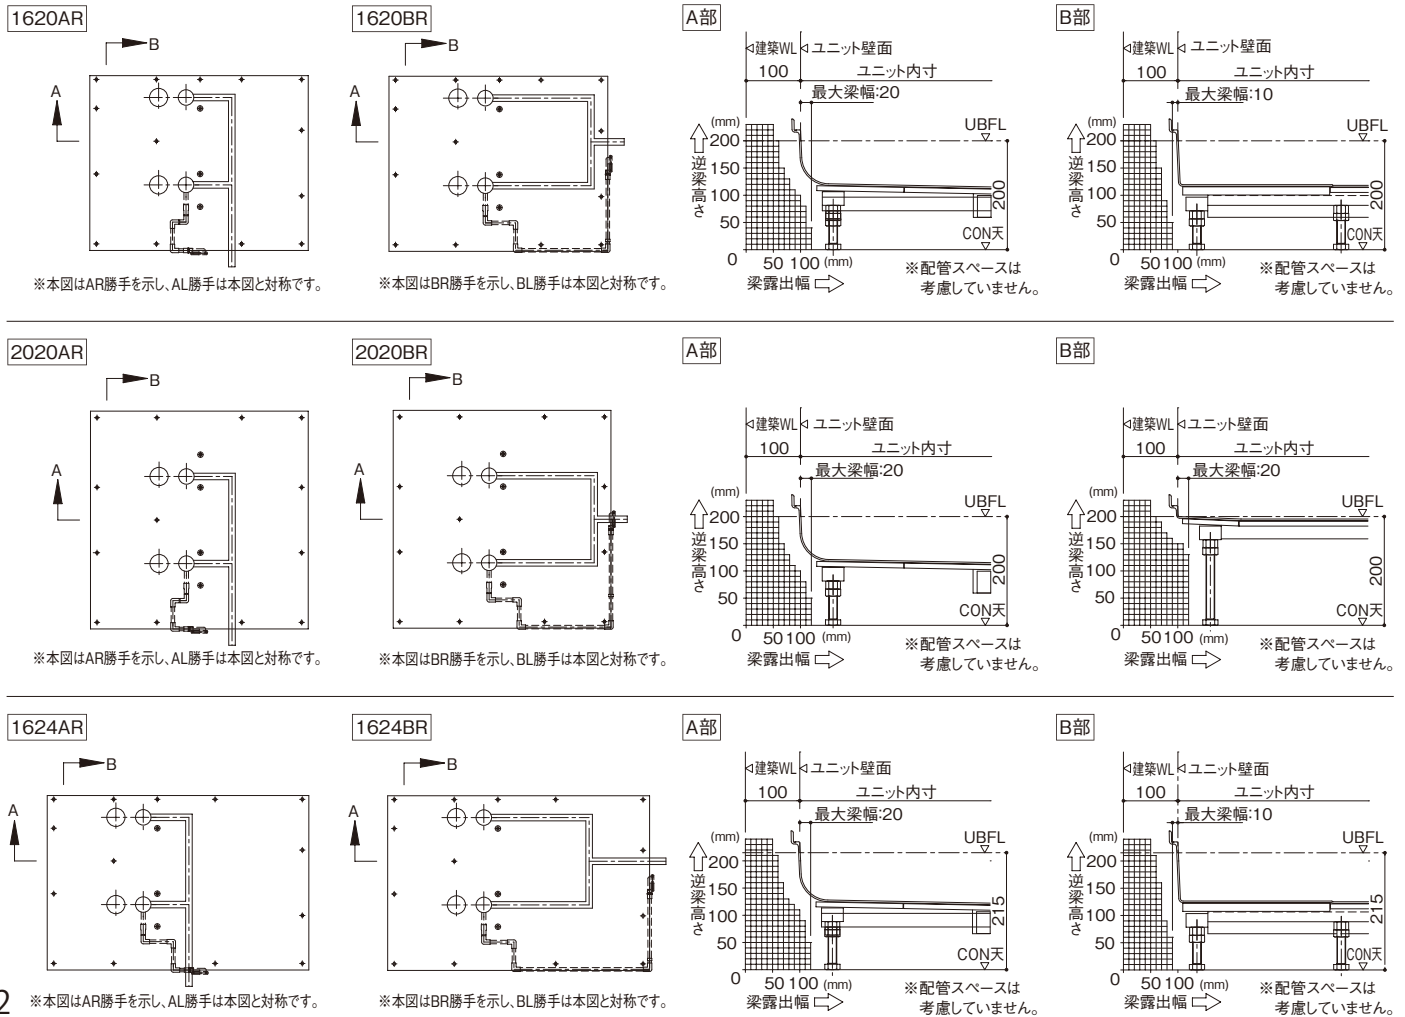 1620AR
B
A
※本図はAR勝手を示し、AL勝手は本図と対称です。
1620BR
B
A
※本図はBR勝手を示し、BL勝手は本図と対称です。
A部
建築WL ユニット壁面
100 ユニット内寸
最大梁幅:20
(mm)
UBFL
200
150
100
50
0
逆梁高さ
200
CON天
50 100 (mm)
梁露出幅
※配管スペースは
考慮していません。
B部
建築WL ユニット壁面
100 ユニット内寸
最大梁幅:10
(mm)
UBFL
200
150
100
50
0
逆梁高さ
200
CON天
50 100 (mm)
梁露出幅
※配管スペースは
考慮していません。
2020AR
B
A
※本図はAR勝手を示し、AL勝手は本図と対称です。
2020BR
B
A
※本図はBR勝手を示し、BL勝手は本図と対称です。
A部
建築WL ユニット壁面
100 ユニット内寸
最大梁幅:20
(mm)
UBFL
200
150
100
50
0
逆梁高さ
200
CON天
50 100 (mm)
梁露出幅
※配管スペースは
考慮していません。
B部
建築WL ユニット壁面
100 ユニット内寸
最大梁幅:20
(mm)
UBFL
200
150
100
50
0
逆梁高さ
200
CON天
50 100 (mm)
梁露出幅
※配管スペースは
考慮していません。
1624AR
B
A
※本図はAR勝手を示し、AL勝手は本図と対称です。
1624BR
B
A
※本図はBR勝手を示し、BL勝手は本図と対称です。
A部
建築WL ユニット壁面
100 ユニット内寸
最大梁幅:20
(mm)
UBFL
200
150
100
50
0
逆梁高さ
215
CON天
50 100 (mm)
梁露出幅
※配管スペースは
考慮していません。
B部
建築WL ユニット壁面
100 ユニット内寸
最大梁幅:10
(mm)
UBFL
200
150
100
50
0
逆梁高さ
215
CON天
50 100 (mm)
梁露出幅
※配管スペースは
考慮していません。
2